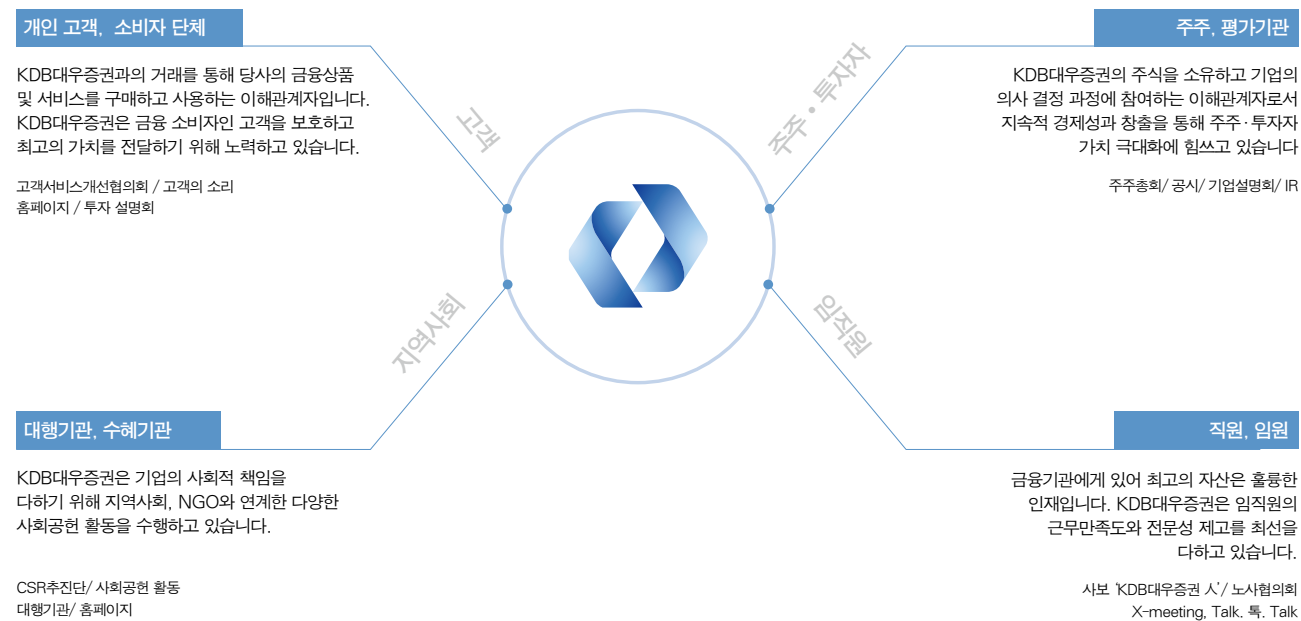 개인 고객, 소비자 단체
KDB대우증권과의 거래를 통해 당사의 금융상품
및 서비스를 구매하고 사용하는 이해관계자입니다.
KDB대우증권은 금융 소비자인 고객을 보호하고
최고의 가치를 전달하기 위해 노력하고 있습니다.
고객서비스개선협의회 / 고객의 소리
홈페이지 / 투자 설명회
고객
주주, 평가기관
KDB대우증권의 주식을 소유하고 기업의
의사 결정 과정에 참여하는 이해관계자로서
지속적 경제성과 창출을 통해 주주·투자자
가치 극대화에 힘쓰고 있습니다
주주총회/ 공시/ 기업설명회/ IR
주주·투자자
지역사회
대행기관, 수혜기관
KDB대우증권은 기업의 사회적 책임을
다하기 위해 지역사회, NGO와 연계한 다양한
사회공헌 활동을 수행하고 있습니다.
CSR추진단/ 사회공헌 활동
대행기관/ 홈페이지
임직원
직원, 임원
금융기관에게 있어 최고의 자산은 훌륭한
인재입니다. KDB대우증권은 임직원의
근무만족도와 전문성 제고를 최선을
다하고 있습니다.
사보 ‘KDB대우증권 人’/ 노사협의회
X-meeting, Talk. 톡. Talk